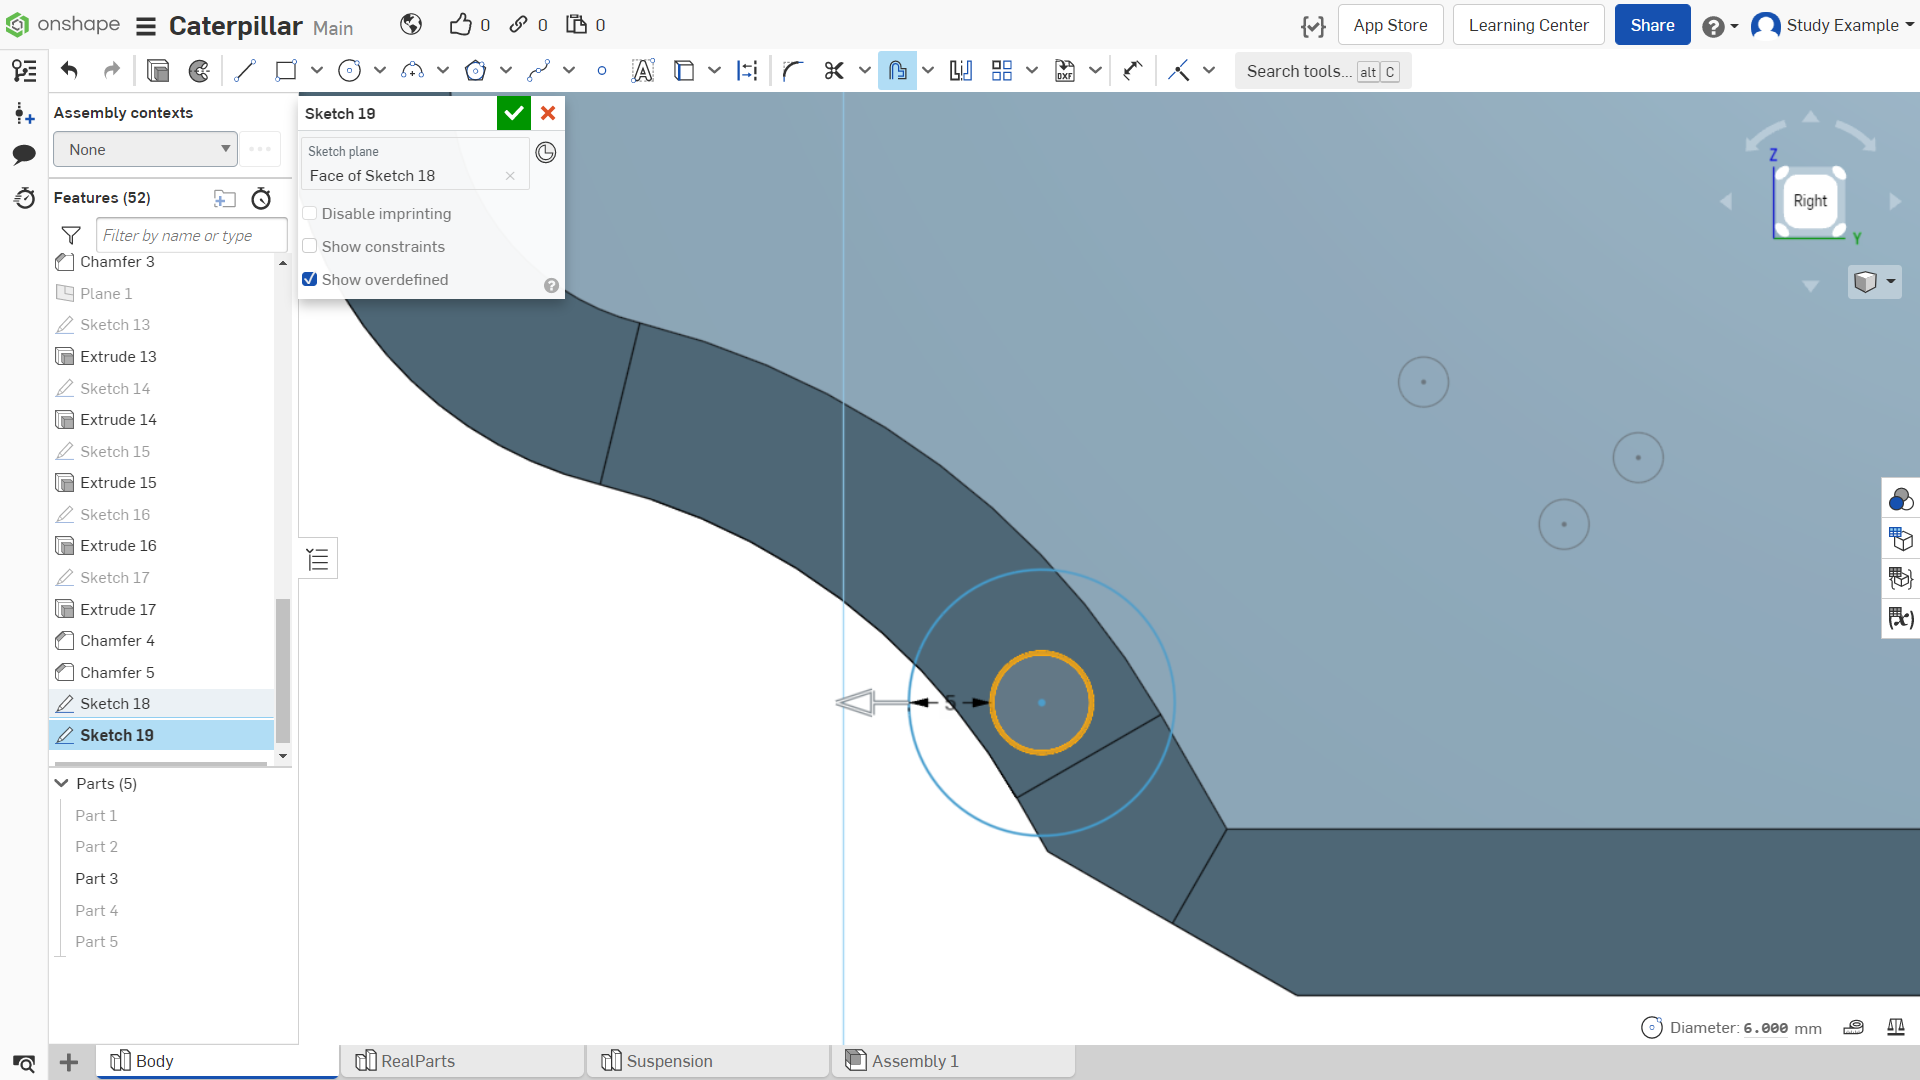 onshape
Caterpillar Main
0
0
0
App Store
Learning Center
Share
Study Example
Search tools... alt C
DXF
Assembly contexts
None
Features (52)
Filter by name or type
Chamfer 3
Plane 1
Sketch 13
Extrude 13
Sketch 14
Extrude 14
Sketch 15
Extrude 15
Sketch 16
Extrude 16
Sketch 17
Extrude 17
Chamfer 4
Chamfer 5
Sketch 18
Sketch 19
Parts (5)
Part 1
Part 2
Part 3
Part 4
Part 5
Sketch 19
Sketch plane
Face of Sketch 18
Disable imprinting
Show constraints
Show overdefined
5
Z
Right
Y
Diameter: 6.000 mm
Body
RealParts
Suspension
Assembly 1